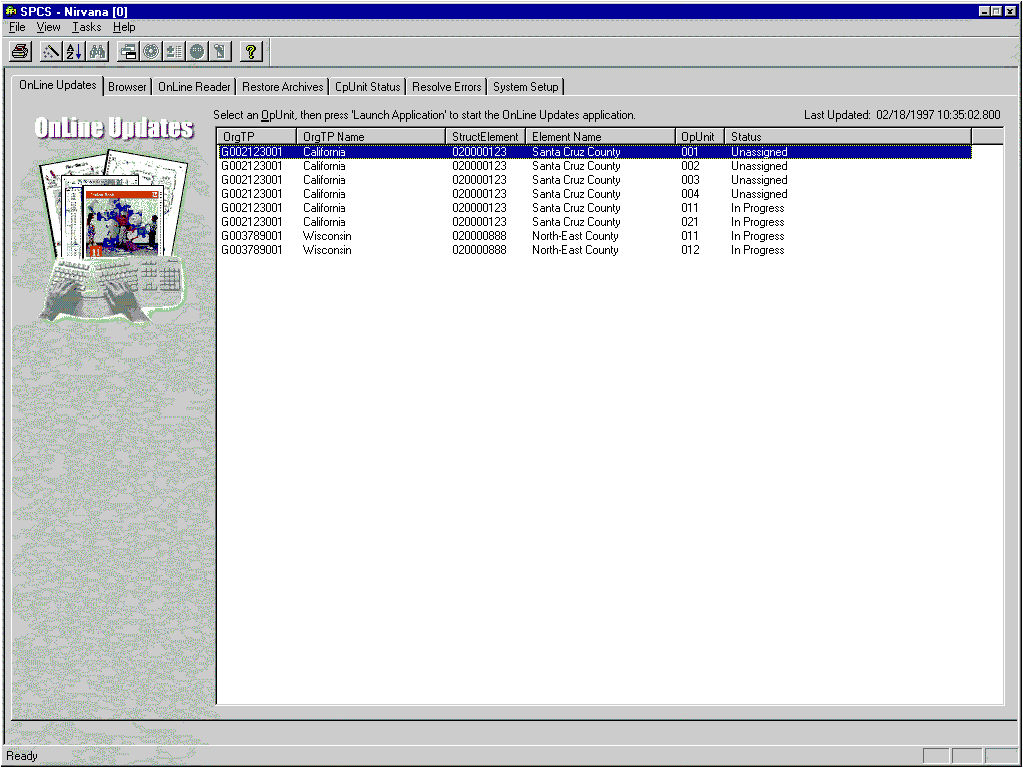 SPCS - Nirvana [0]
File View Tasks Help
OnLine Updates Browser OnLine Reader Restore Archives CpUnit Status Resolve Errors System Setup
OnLine Updates
Select an OpUnit, then press 'Launch Application' to start the OnLine Updates application. Last Updated: 02/18/1997 10:35:02.800
OrgTP OrgTP Name StructElement Element Name OpUnit Status
G002123001 California 020000123 Santa Cruz County 001 Unassigned
G002123001 California 020000123 Santa Cruz County 002 Unassigned
G002123001 California 020000123 Santa Cruz County 003 Unassigned
G002123001 California 020000123 Santa Cruz County 004 Unassigned
G002123001 California 020000123 Santa Cruz County 011 In Progress
G002123001 California 020000123 Santa Cruz County 021 In Progress
G003789001 Wisconsin 020000888 North-East County 011 In Progress
G003789001 Wisconsin 020000888 North-East County 012 In Progress
Ready